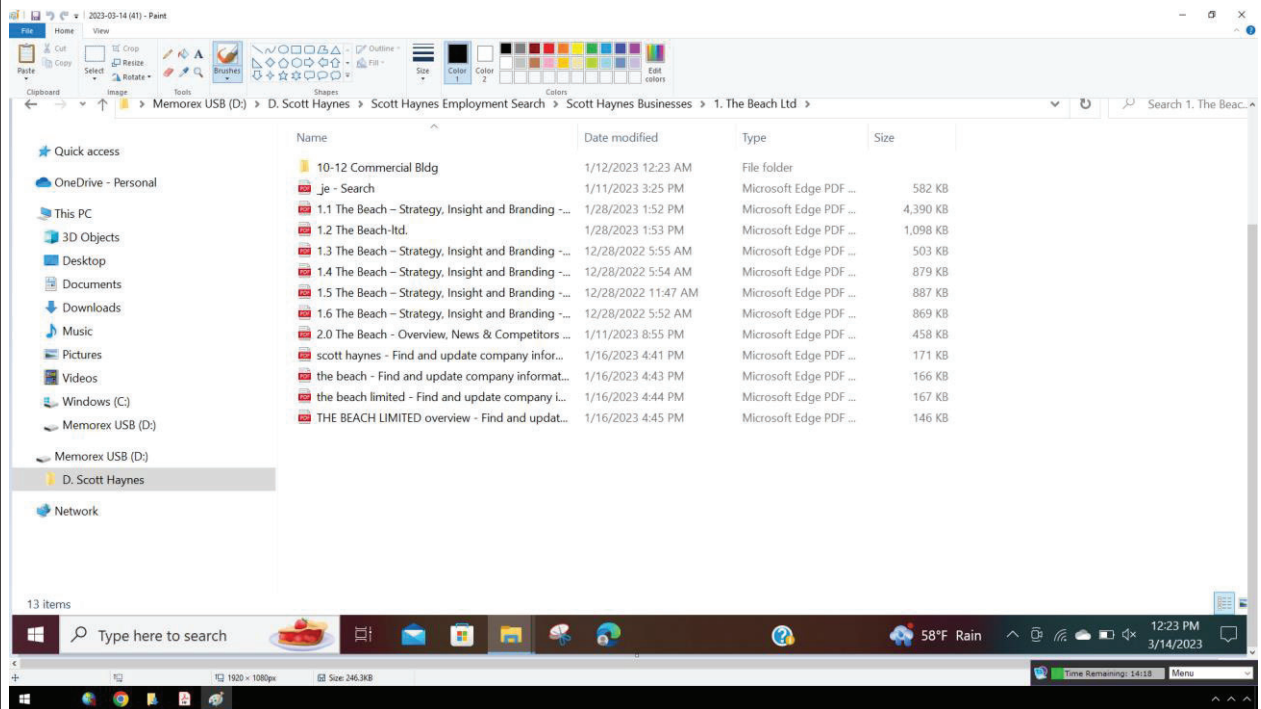 2023-03-14 (41) - Paint
File Home View
Paste Cut Copy Select Crop Resize Rotate Brushes Outline Fill Size Color 1 Color 2 Edit colors
Clipboard Image Tools Shapes Colors
Memorex USB (D:) > D. Scott Haynes > Scott Haynes Employment Search > Scott Haynes Businesses > 1. The Beach Ltd > Search 1. The Beac...
Name Date modified Type Size
Quick access
OneDrive - Personal
This PC
3D Objects
Desktop
Documents
Downloads
Music
Pictures
Videos
Windows (C:)
Memorex USB (D:)
Memorex USB (D:)
D. Scott Haynes
Network
10-12 Commercial Bldg 1/12/2023 12:23 AM File folder
_je - Search 1/11/2023 3:25 PM Microsoft Edge PDF ... 582 KB
1.1 The Beach – Strategy, Insight and Branding -... 1/28/2023 1:52 PM Microsoft Edge PDF ... 4,390 KB
1.2 The Beach-ltd. 1/28/2023 1:53 PM Microsoft Edge PDF ... 1,098 KB
1.3 The Beach – Strategy, Insight and Branding -... 12/28/2022 5:55 AM Microsoft Edge PDF ... 503 KB
1.4 The Beach – Strategy, Insight and Branding -... 12/28/2022 5:54 AM Microsoft Edge PDF ... 879 KB
1.5 The Beach – Strategy, Insight and Branding -... 12/28/2022 11:47 AM Microsoft Edge PDF ... 887 KB
1.6 The Beach – Strategy, Insight and Branding -... 12/28/2022 5:52 AM Microsoft Edge PDF ... 869 KB
2.0 The Beach - Overview, News & Competitors ... 1/11/2023 8:55 PM Microsoft Edge PDF ... 458 KB
scott haynes - Find and update company infor... 1/16/2023 4:41 PM Microsoft Edge PDF ... 171 KB
the beach - Find and update company informat... 1/16/2023 4:43 PM Microsoft Edge PDF ... 166 KB
the beach limited - Find and update company i... 1/16/2023 4:44 PM Microsoft Edge PDF ... 167 KB
THE BEACH LIMITED overview - Find and updat... 1/16/2023 4:45 PM Microsoft Edge PDF ... 146 KB
13 items
Type here to search 58°F Rain 12:23 PM
3/14/2023
1920 × 1080px Size: 246.3KB Time Remaining: 14:18 Menu